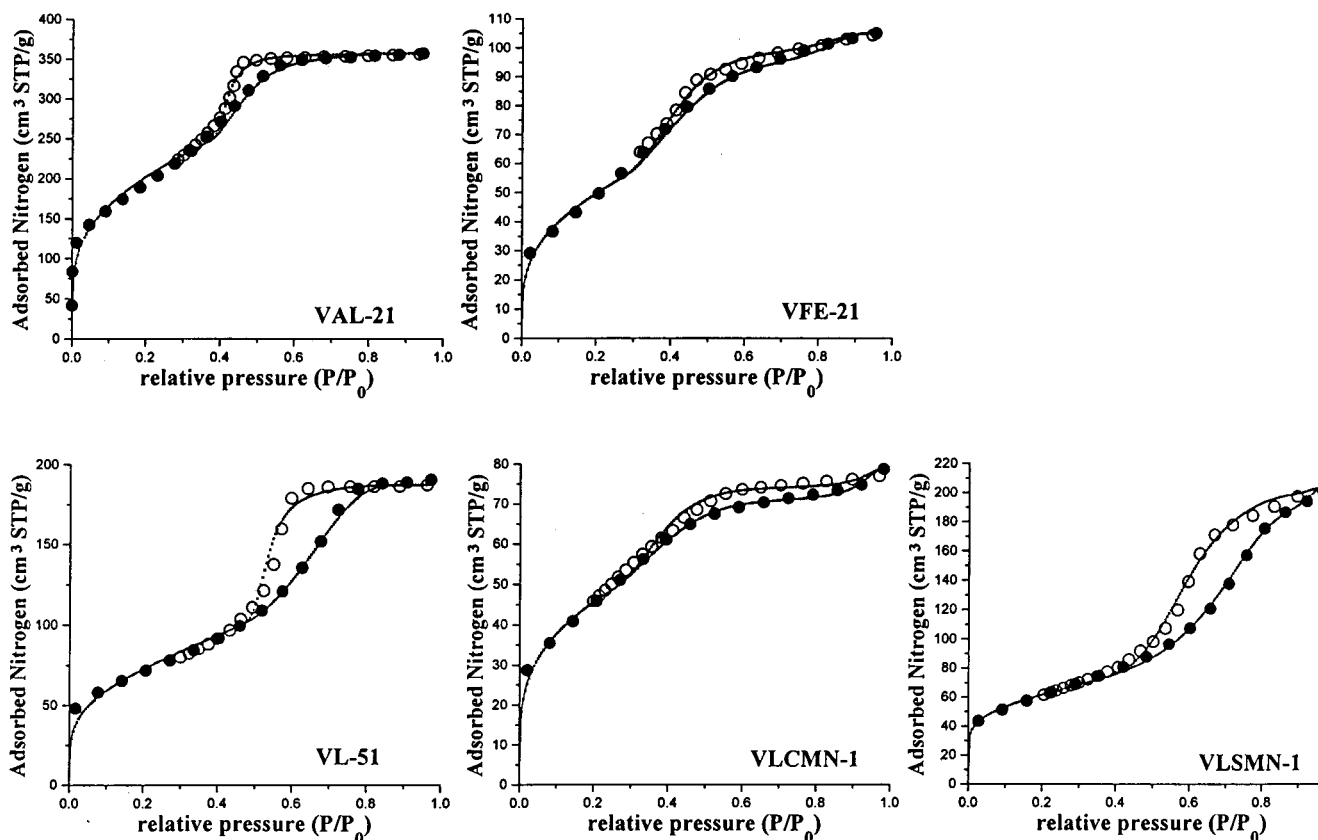 Adsorbed Nitrogen (cm³ STP/g)
400
350
300
250
200
150
100
50
0
0.0 0.2 0.4 0.6 0.8 1.0
relative pressure (P/P₀)
VAL-21
Adsorbed Nitrogen (cm³ STP/g)
110
100
90
80
70
60
50
40
30
20
10
0
0.0 0.2 0.4 0.6 0.8 1.0
relative pressure (P/P₀)
VFE-21
Adsorbed Nitrogen (cm³ STP/g)
200
150
100
50
0
0.0 0.2 0.4 0.6 0.8 1.0
relative pressure (P/P₀)
VL-51
Adsorbed Nitrogen (cm³ STP/g)
80
70
60
50
40
30
20
10
0
0.0 0.2 0.4 0.6 0.8 1.0
relative pressure (P/P₀)
VLCMN-1
Adsorbed Nitrogen (cm³ STP/g)
220
200
180
160
140
120
100
80
60
40
20
0
0.0 0.2 0.4 0.6 0.8
relative pressure (P/P₀)
VLSMN-1